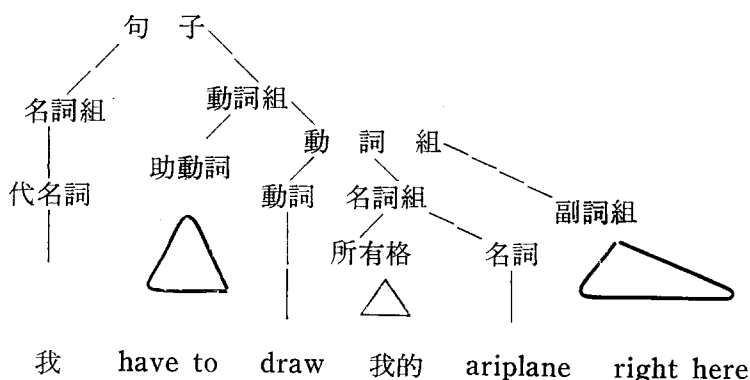 句 子
名詞組 動詞組
動 詞 組
助動詞
代名詞 動詞 名詞組 副詞組
所有格 名詞
我 have to draw 我的 ariplane right here